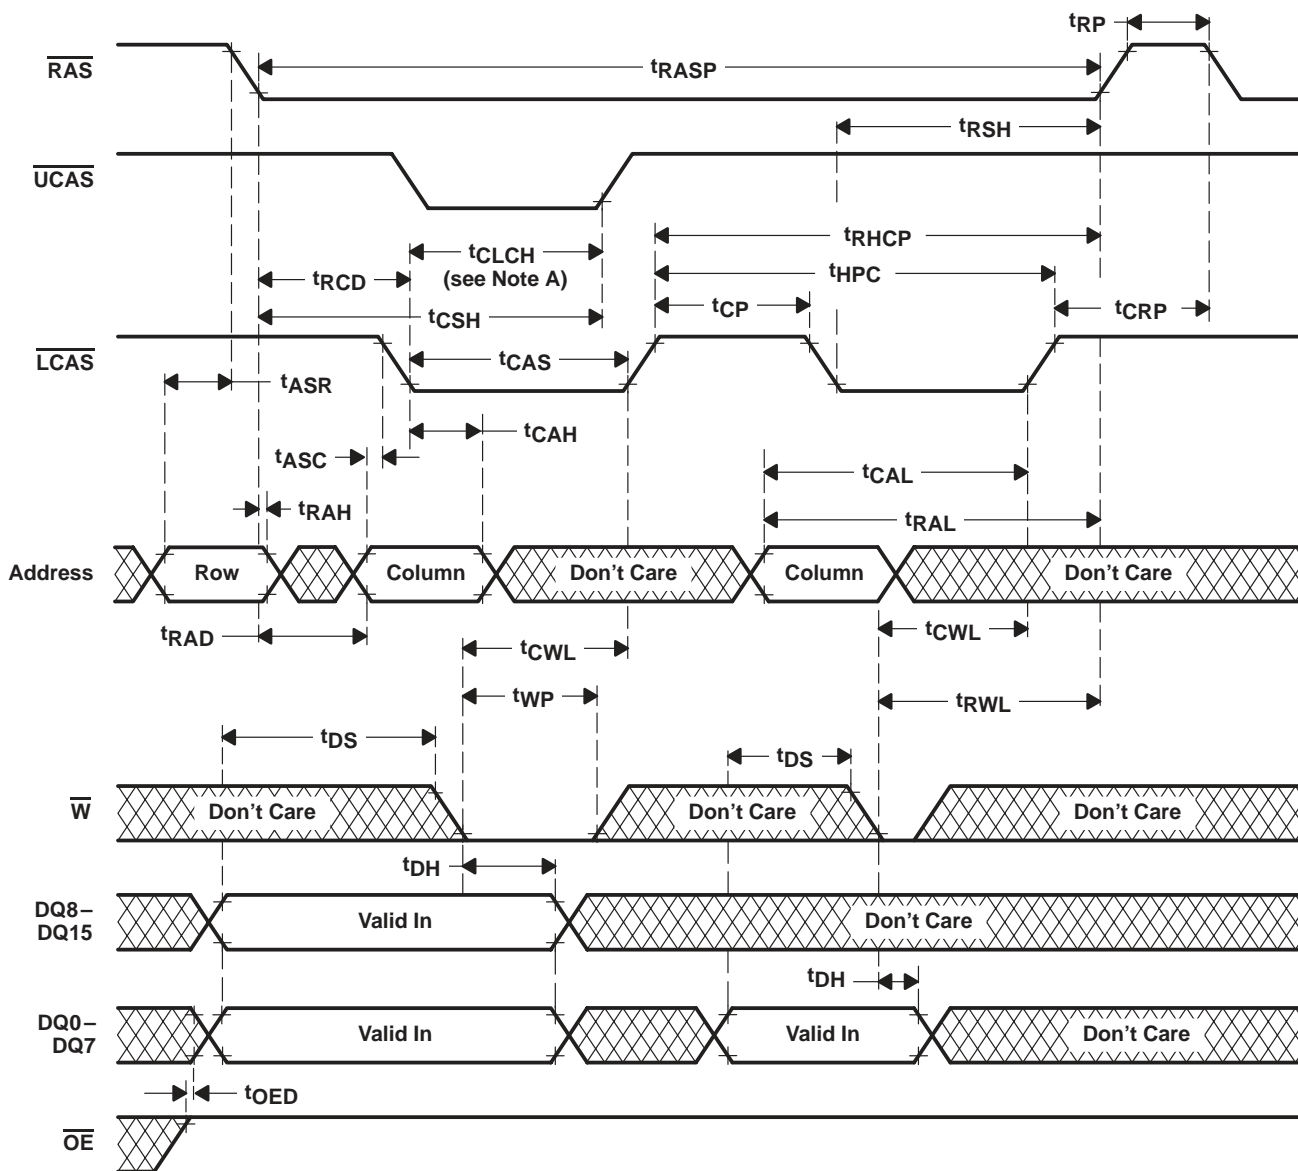 tRP
RAS
tRASP
tRSH
UCAS
tRHCP
tCLCH
(see Note A)
tHPC
tRCD
tCP
tCRP
tCSH
LCAS
tCAS
tASR
tCAH
tASC
tCAL
tRAH
tRAL
Address
Row
Column
Don't Care
Column
Don't Care
tRAD
tCWL
tCWL
tWP
tRWL
tDS
tDS
W
Don't Care
Don't Care
Don't Care
tDH
DQ8–
DQ15
Valid In
Don't Care
tDH
DQ0–
DQ7
Valid In
Valid In
Don't Care
tOED
OE